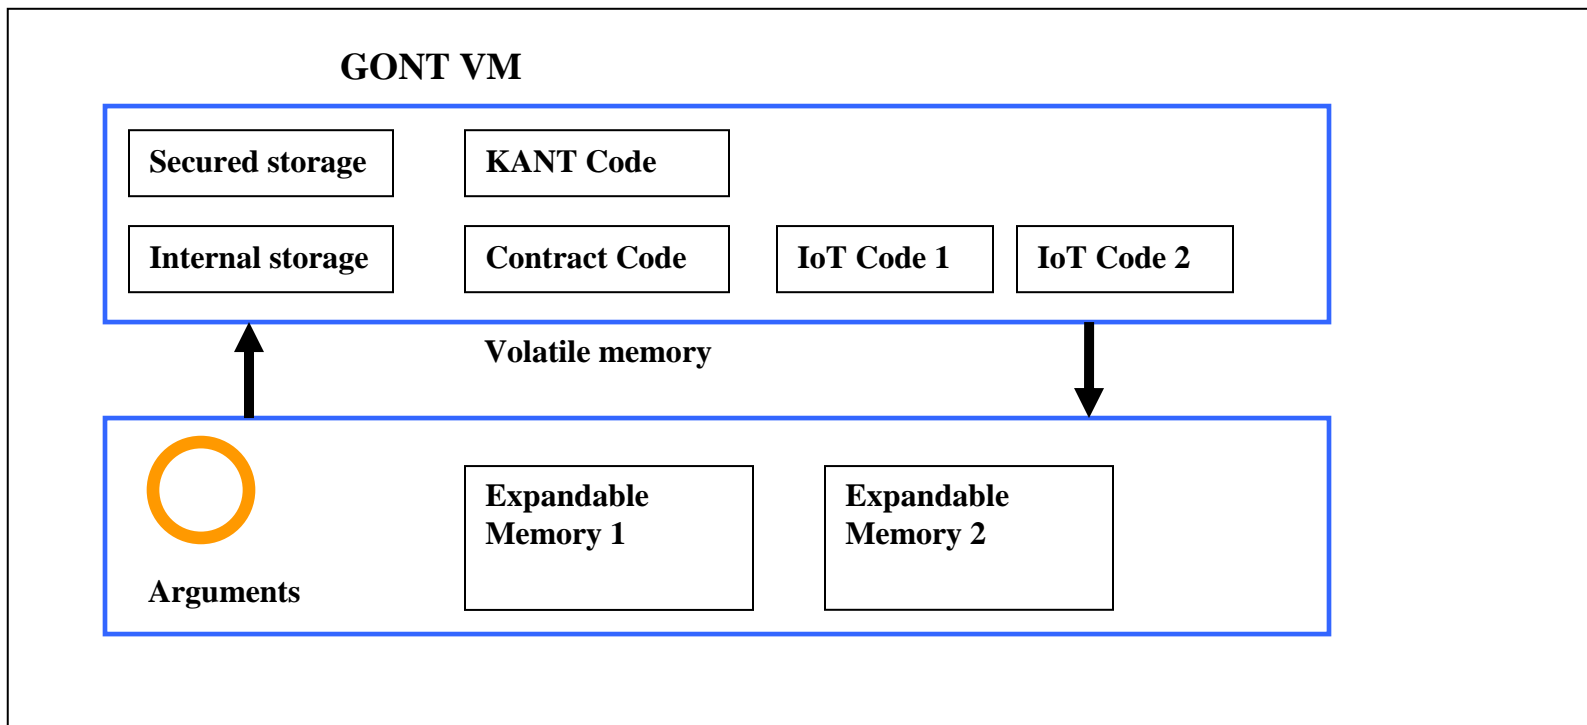 GONT VM
Secured storage
KANT Code
Internal storage
Contract Code
IoT Code 1
IoT Code 2
Volatile memory
Expandable
Memory 1
Expandable
Memory 2
Arguments